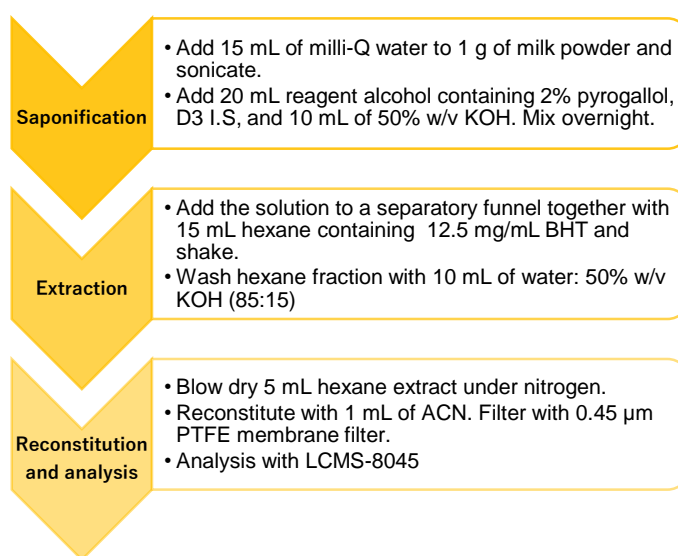 Saponification
• Add 15 mL of milli-Q water to 1 g of milk powder and
sonicate.
• Add 20 mL reagent alcohol containing 2% pyrogallol,
D3 I.S, and 10 mL of 50% w/v KOH. Mix overnight.
Extraction
• Add the solution to a separatory funnel together with
15 mL hexane containing  12.5 mg/mL BHT and
shake.
• Wash hexane fraction with 10 mL of water: 50% w/v
KOH (85:15)
Reconstitution
and analysis
• Blow dry 5 mL hexane extract under nitrogen.
• Reconstitute with 1 mL of ACN. Filter with 0.45 µm
PTFE membrane filter.
• Analysis with LCMS-8045